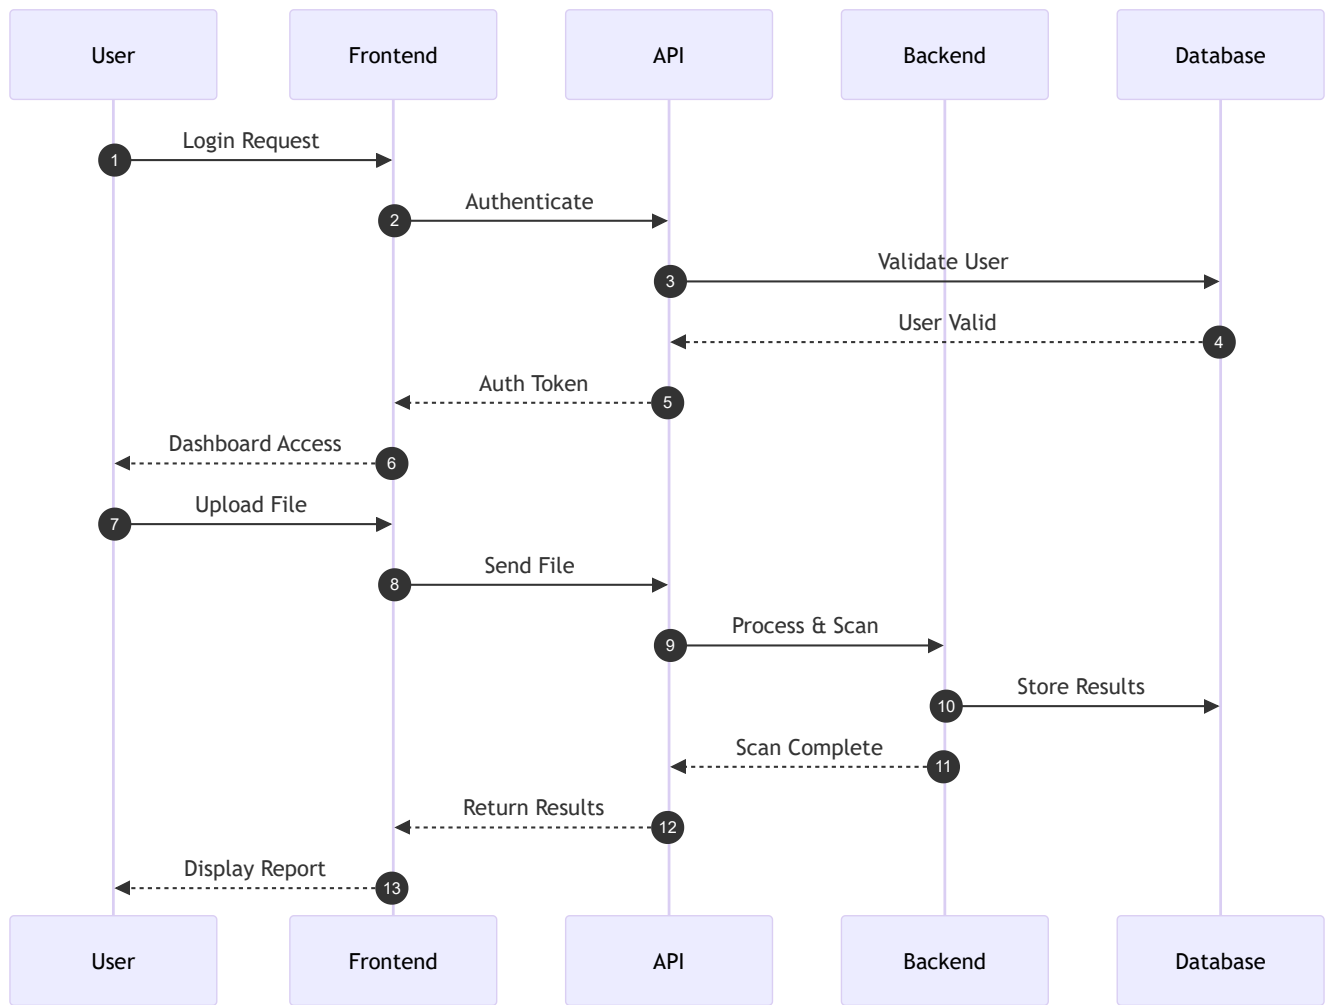 User
Frontend
API
Backend
Database
Login Request
1
Authenticate
2
Validate User
3
User Valid
4
Auth Token
5
Dashboard Access
6
Upload File
7
Send File
8
Process & Scan
9
Store Results
10
Scan Complete
11
Return Results
12
Display Report
13
User
Frontend
API
Backend
Database